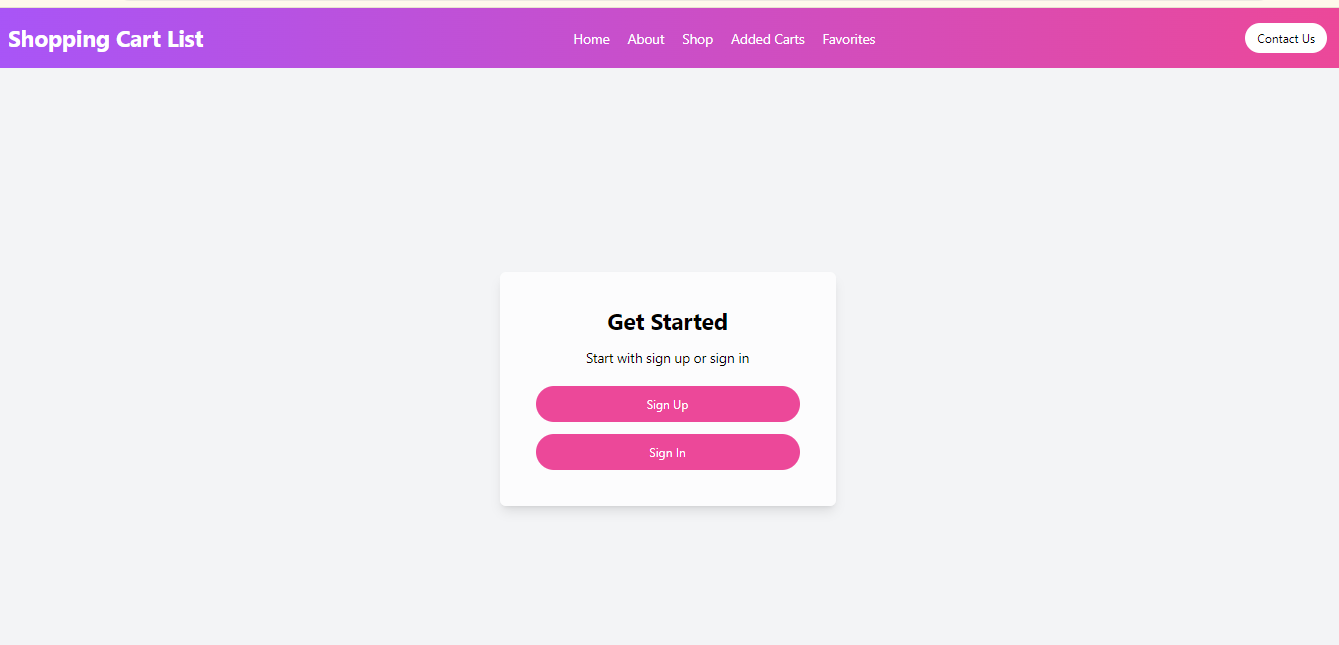 Shopping Cart List
Home About Shop Added Carts Favorites
Contact Us
Get Started
Start with sign up or sign in
Sign Up
Sign In